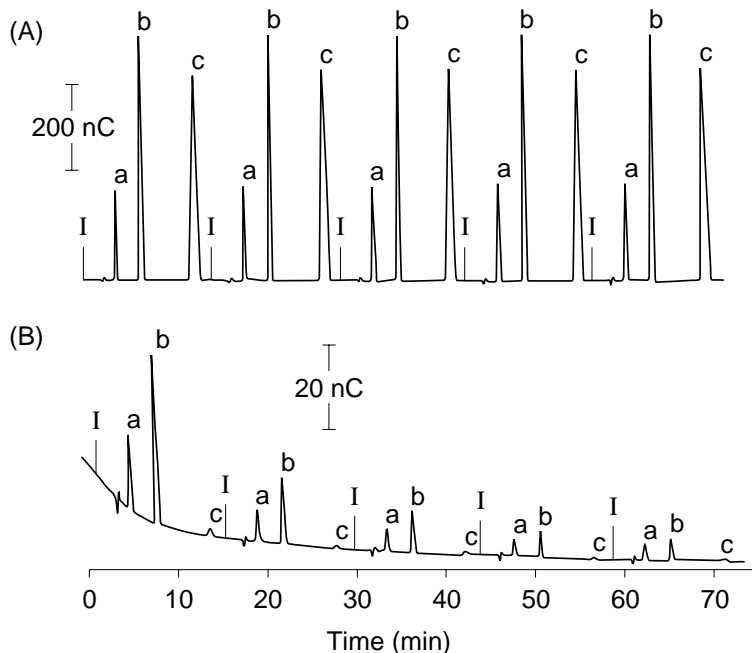 (A)
b b b b b
c c c c c
200 nC
a a a a a
I I I I I
(B)
b
20 nC
I a
I a b c
I a b c
I a b c
I a b c
c
0 10 20 30 40 50 60 70
Time (min)